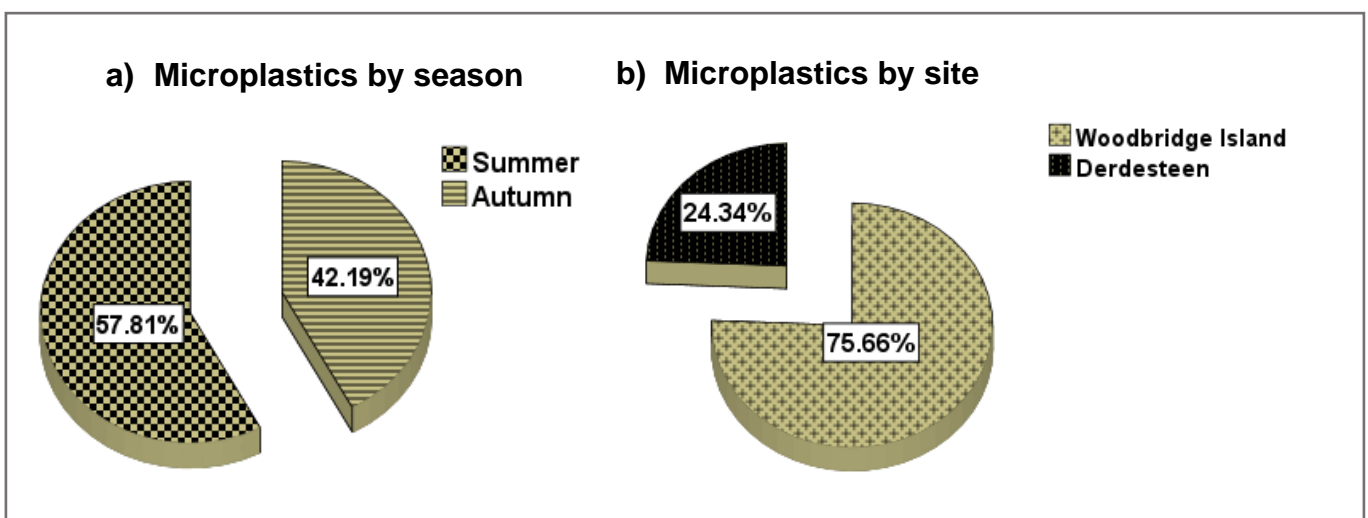 a) Microplastics by season
Summer
Autumn
42.19%
57.81%
b) Microplastics by site
Woodbridge Island
Derdesteen
24.34%
75.66%